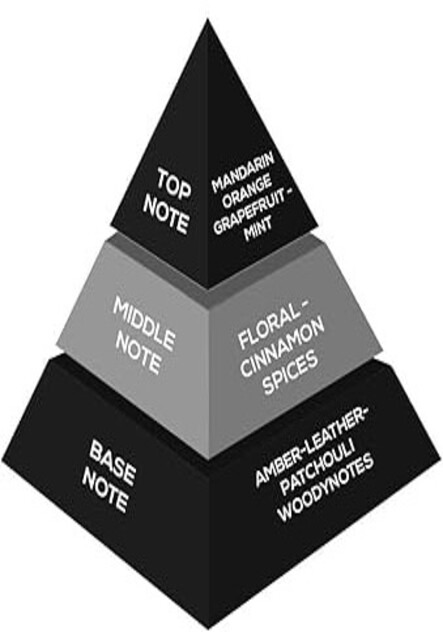 TOP
NOTE
MANDARIN
ORANGE
GRAPEFRUIT -
MINT
MIDDLE
NOTE
FLORAL -
CINNAMON
SPICES
BASE
NOTE
AMBER-LEATHER-
PATCHOULI
WOODYNOTES